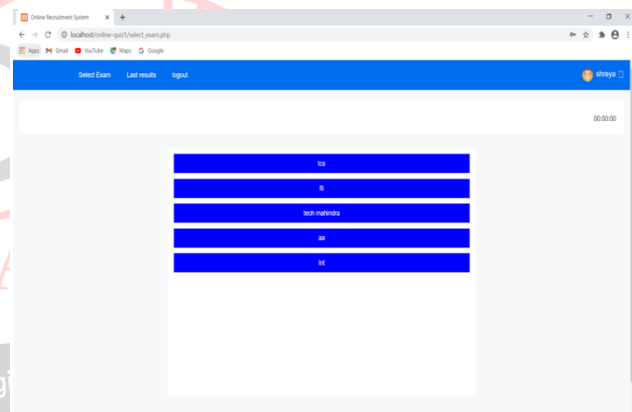 Online Recruitment System
localhost/online-quiz1/select_exam.php
Apps Gmail YouTube Maps Google
Select Exam Last results logout shreya
00:00:00
tcs
tech mahindra
aa
int